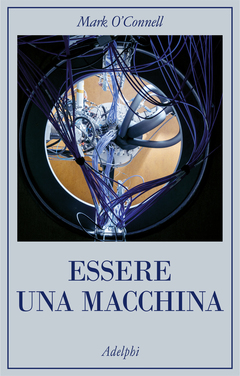 Mark O'Connell
ESSERE
UNA MACCHINA
Adelphi